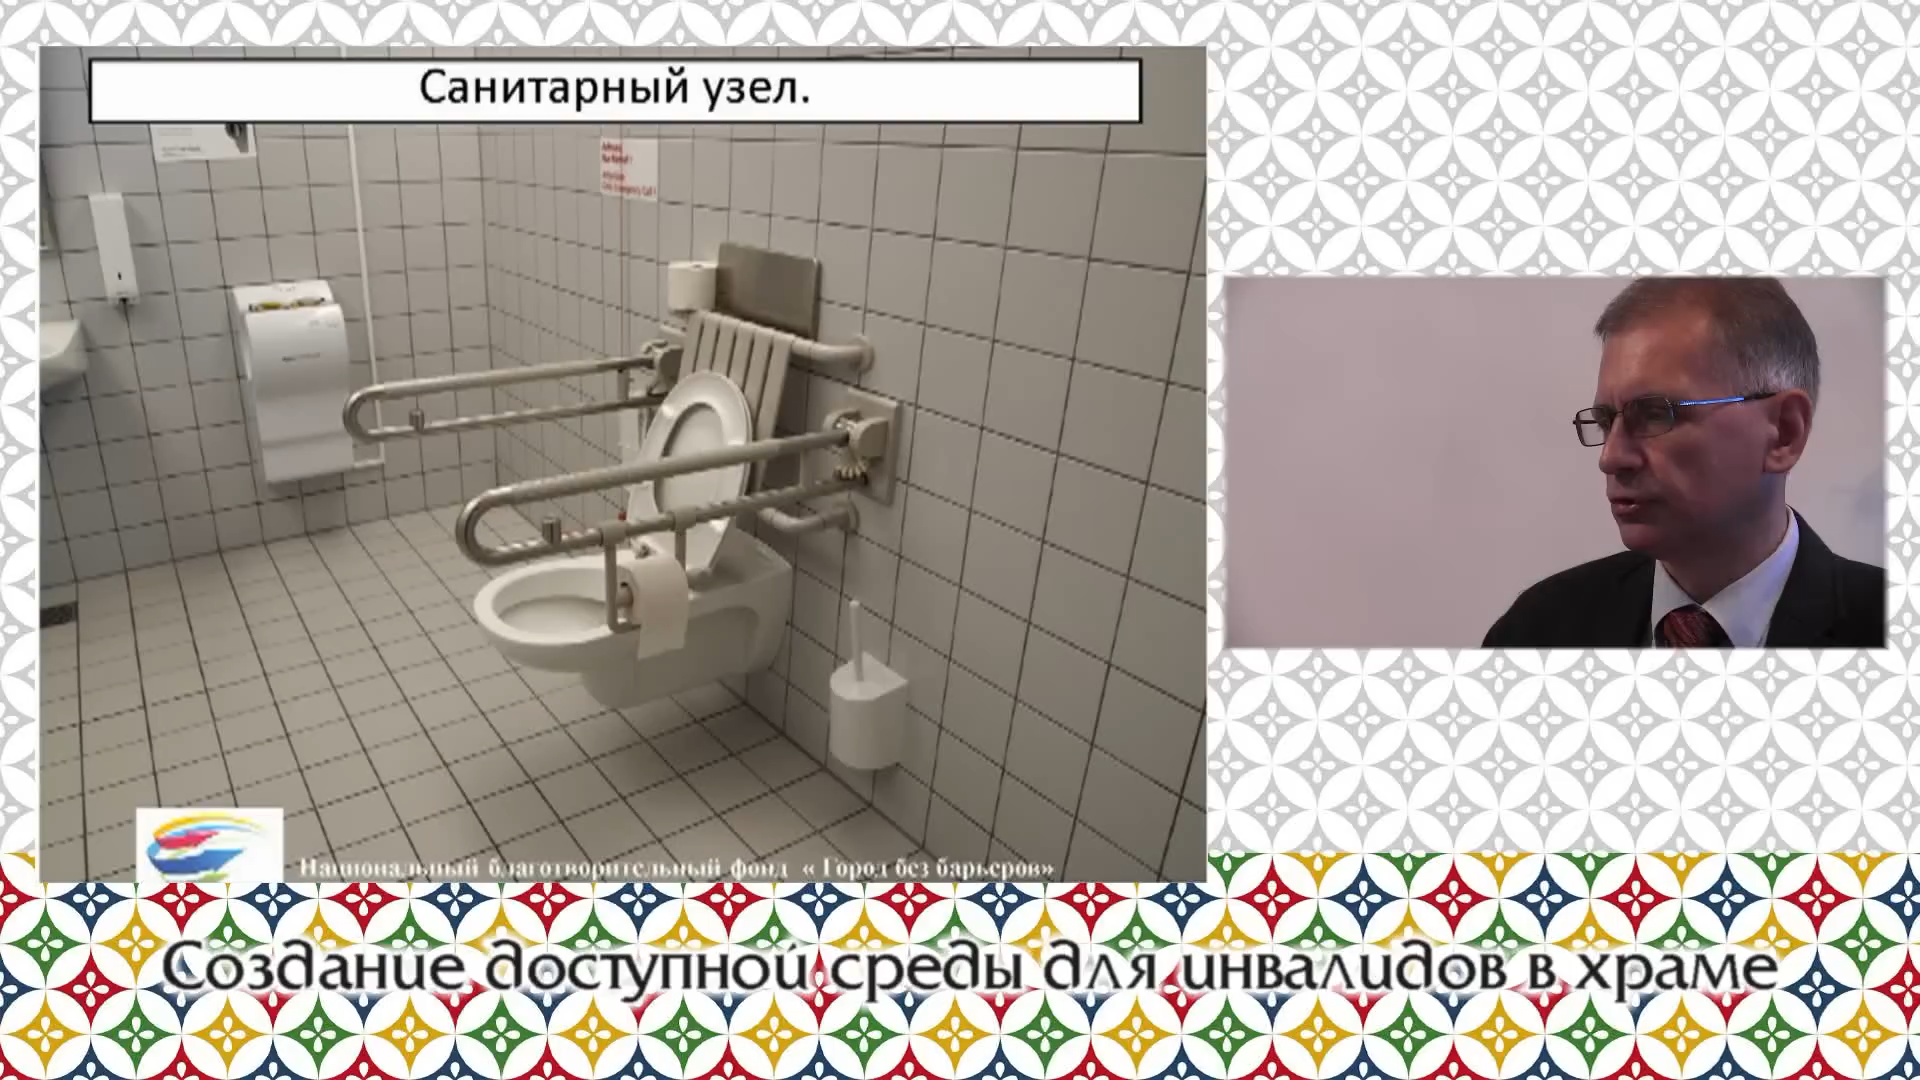 Санитарный узел.
Национальный благотворительный фонд « Город без барьеров»
Создание доступной среды для инвалидов в храме